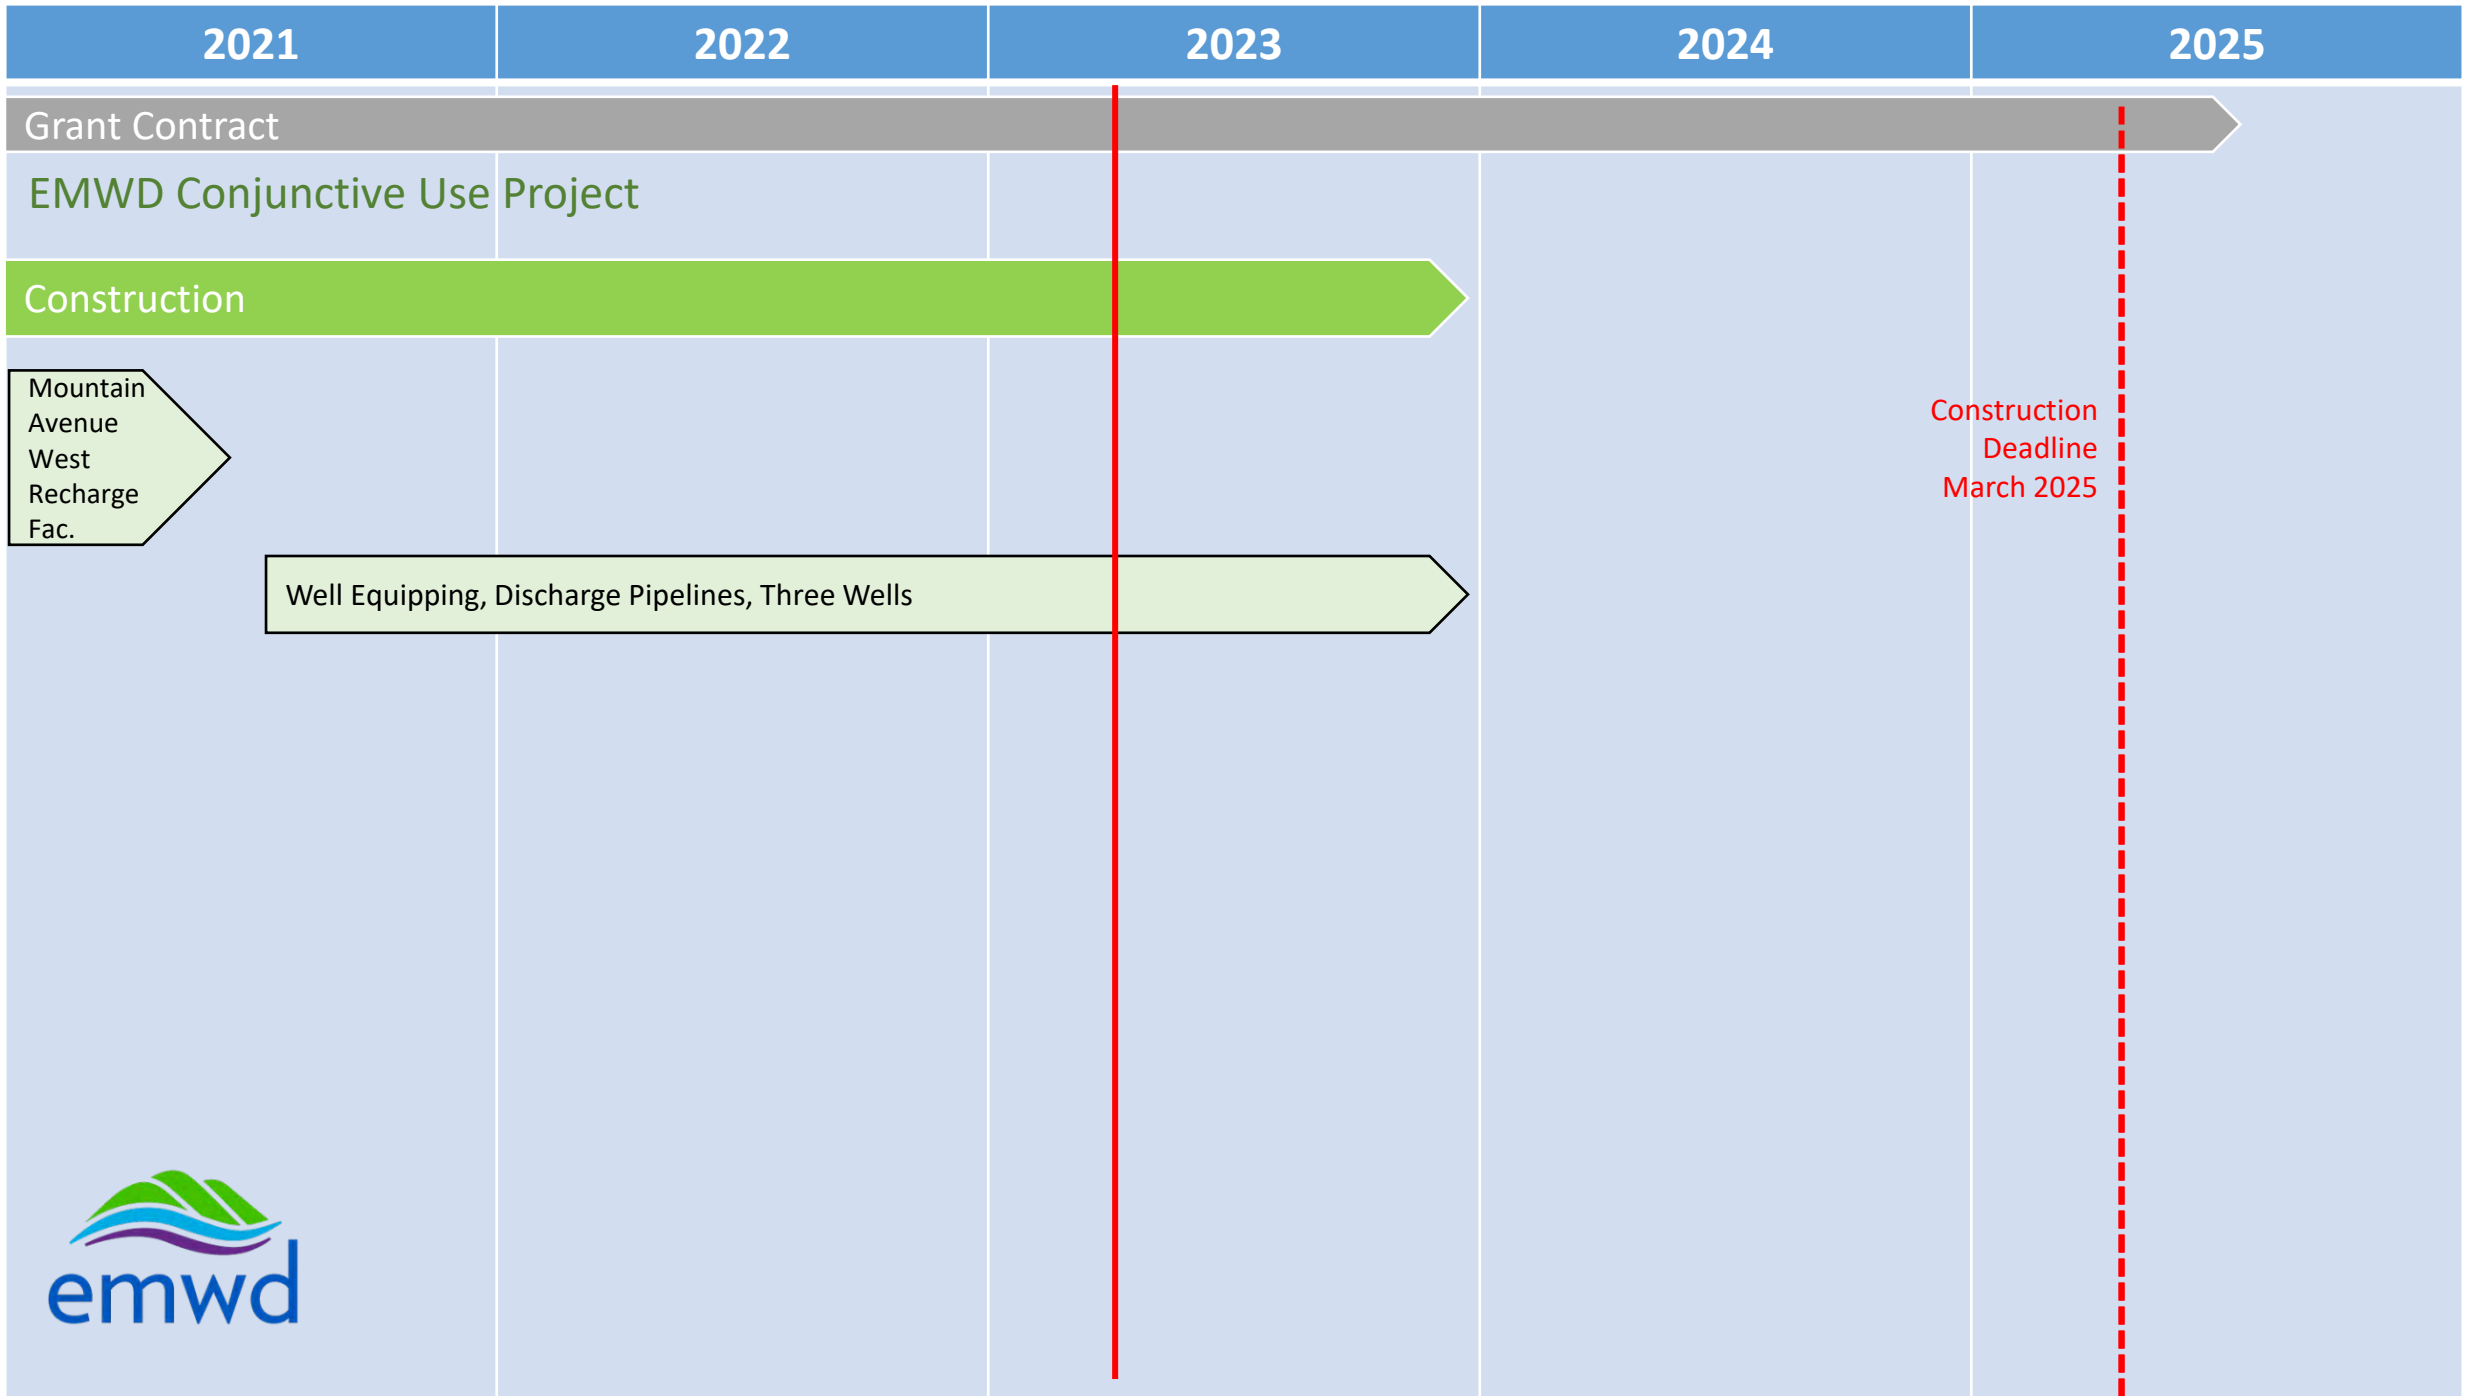 2021 2022 2023 2024 2025
Grant Contract
EMWD Conjunctive Use Project
Construction
Mountain
Avenue
West
Recharge
Fac.
Construction
Deadline
March 2025
Well Equipping, Discharge Pipelines, Three Wells
emwd